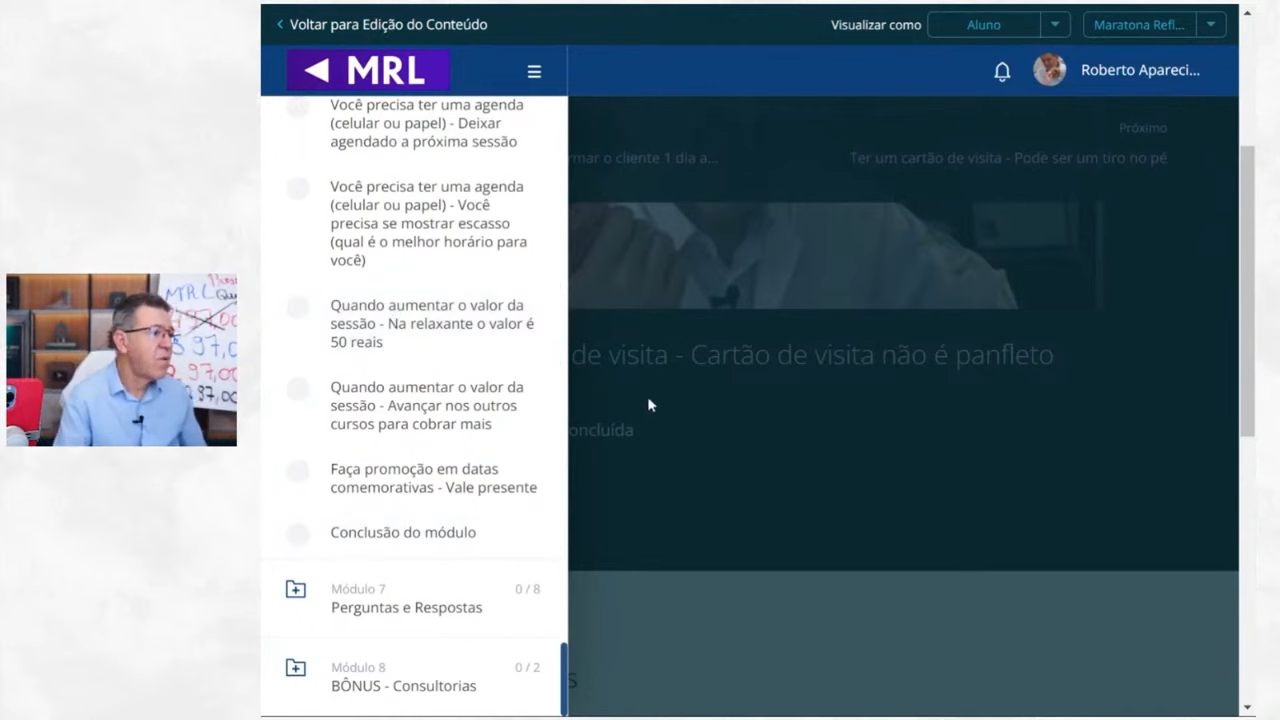 Voltar para Edição do Conteúdo
Visualizar como
Aluno
Maratona Refl...
MRL
Roberto Apareci...
Você precisa ter uma agenda
(celular ou papel) - Deixar
agendado a próxima sessão
Você precisa ter uma agenda
(celular ou papel) - Você
precisa se mostrar escasso
(qual é o melhor horário para
você)
Quando aumentar o valor da
sessão - Na relaxante o valor é
50 reais
Quando aumentar o valor da
sessão - Avançar nos outros
cursos para cobrar mais
Faça promoção em datas
comemorativas - Vale presente
Conclusão do módulo
Módulo 7
0 / 8
Perguntas e Respostas
Módulo 8
0 / 2
BÔNUS - Consultorias
Próximo
rmar o cliente 1 dia a...
Ter um cartão de visita - Pode ser um tiro no pé
de visita - Cartão de visita não é panfleto
oncluída
s
MRL
97,0